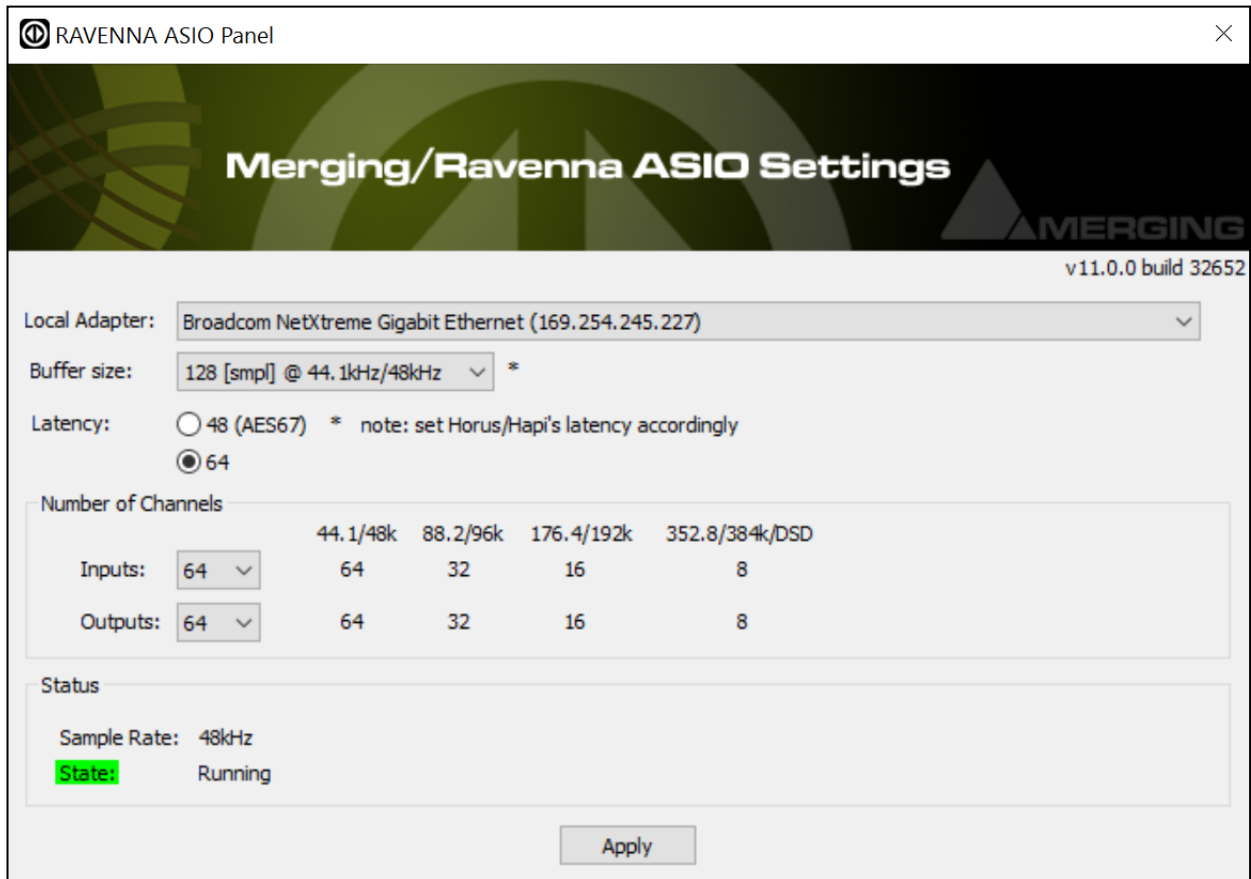 RAVENNA ASIO Panel
Merging/Ravenna ASIO Settings
MERGING
v11.0.0 build 32652
Local Adapter: Broadcom NetXtreme Gigabit Ethernet (169.254.245.227)
Buffer size: 128 [smpl] @ 44.1kHz/48kHz *
Latency: 48 (AES67) * note: set Horus/Hapi's latency accordingly
64
Number of Channels
44.1/48k 88.2/96k 176.4/192k 352.8/384k/DSD
Inputs: 64 64 32 16 8
Outputs: 64 64 32 16 8
Status
Sample Rate: 48kHz
State: Running
Apply